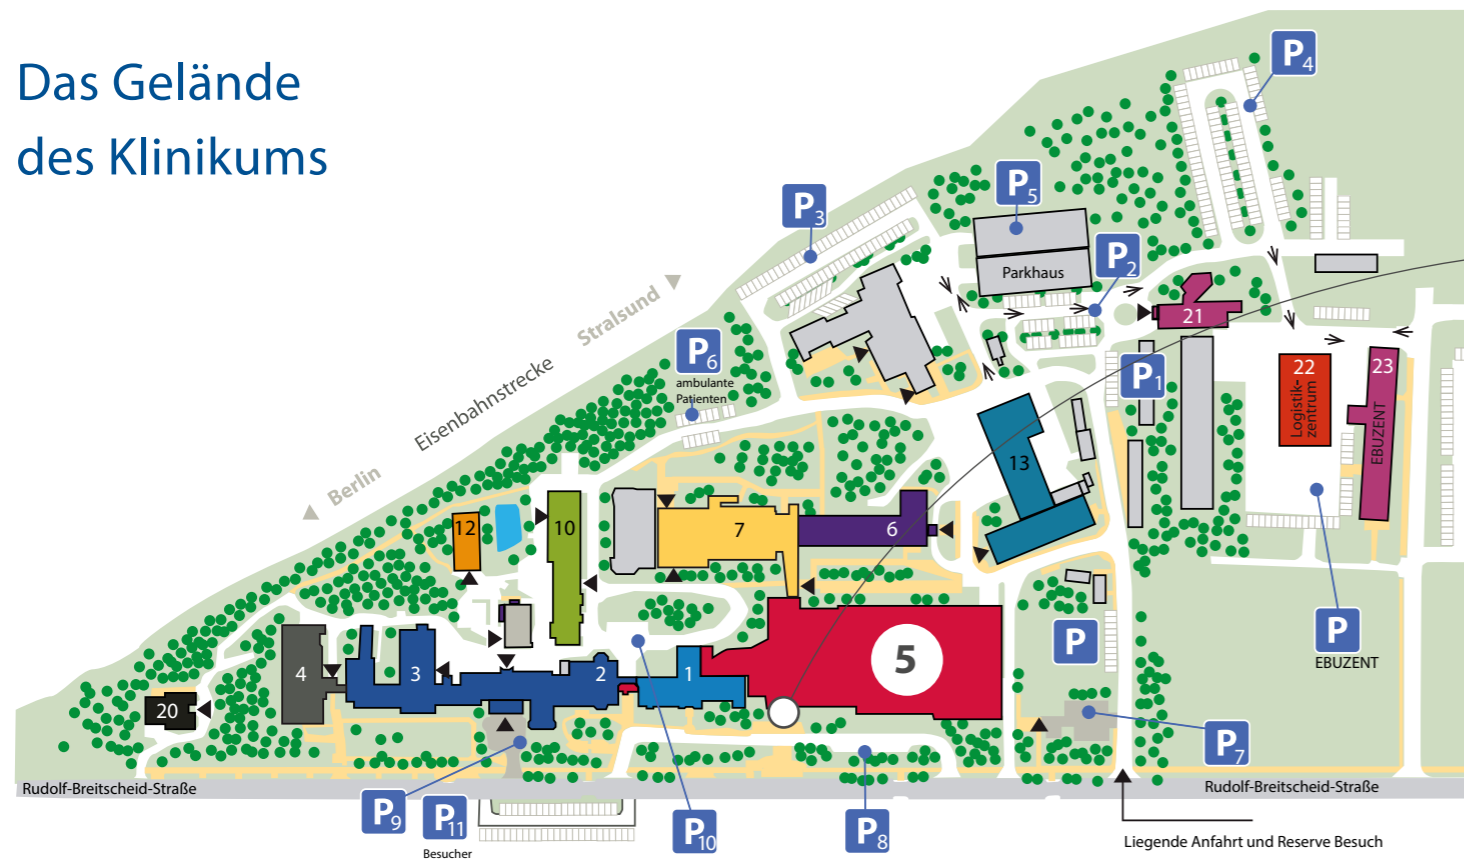 Das Gelände
des Klinikums
P4
P5
P3
Parkhaus
P2
Stralsund
21
P6
ambulante
Patienten
P1
22
Logistik-
zentrum
23
EBUZENT
Eisenbahnstrecke
Berlin
13
12
10
7
6
P
EBUZENT
P
5
4
3
2
1
20
P7
Rudolf-Breitscheid-Straße
Rudolf-Breitscheid-Straße
P9
P11
Besucher
P10
P8
Liegende Anfahrt und Reserve Besuch